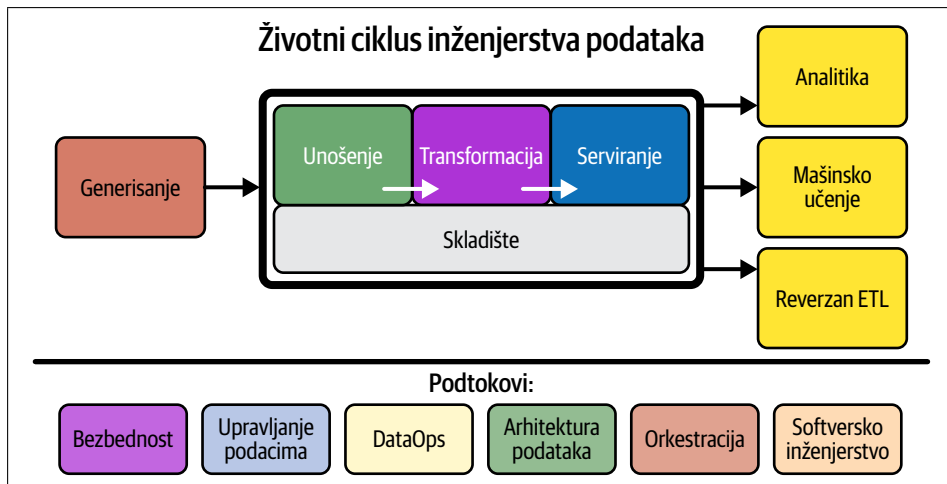 Životni ciklus inženjerstva podataka
Generisanje
Unošenje
Transformacija
Serviranje
Skladište
Analitika
Mašinsko
učenje
Reverzan ETL
Podtokovi:
Bezbednost
Upravljanje
podacima
DataOps
Arhitektura
podataka
Orkestracija
Softversko
inženjerstvo